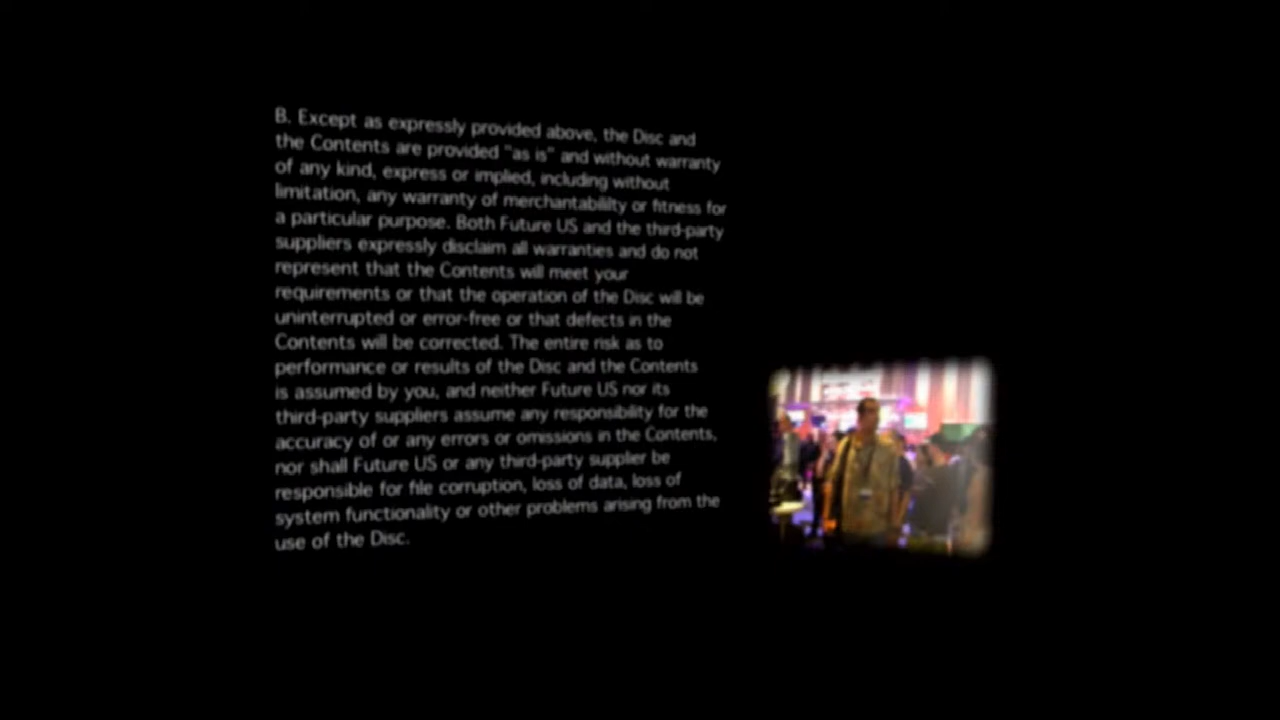 B. Except as expressly provided above, the Disc and
the Contents are provided "as is" and without warranty
of any kind, express or implied, including without
limitation, any warranty of merchantability or fitness for
a particular purpose. Both Future US and the third-party
suppliers expressly disclaim all warranties and do not
represent that the Contents will meet your
requirements or that the operation of the Disc will be
uninterrupted or error-free or that defects in the
Contents will be corrected. The entire risk as to
performance or results of the Disc and the Contents
is assumed by you, and neither Future US nor its
third-party suppliers assume any responsibility for the
accuracy of or any errors or omissions in the Contents,
nor shall Future US or any third-party supplier be
responsible for file corruption, loss of data, loss of
system functionality or other problems arising from the
use of the Disc.